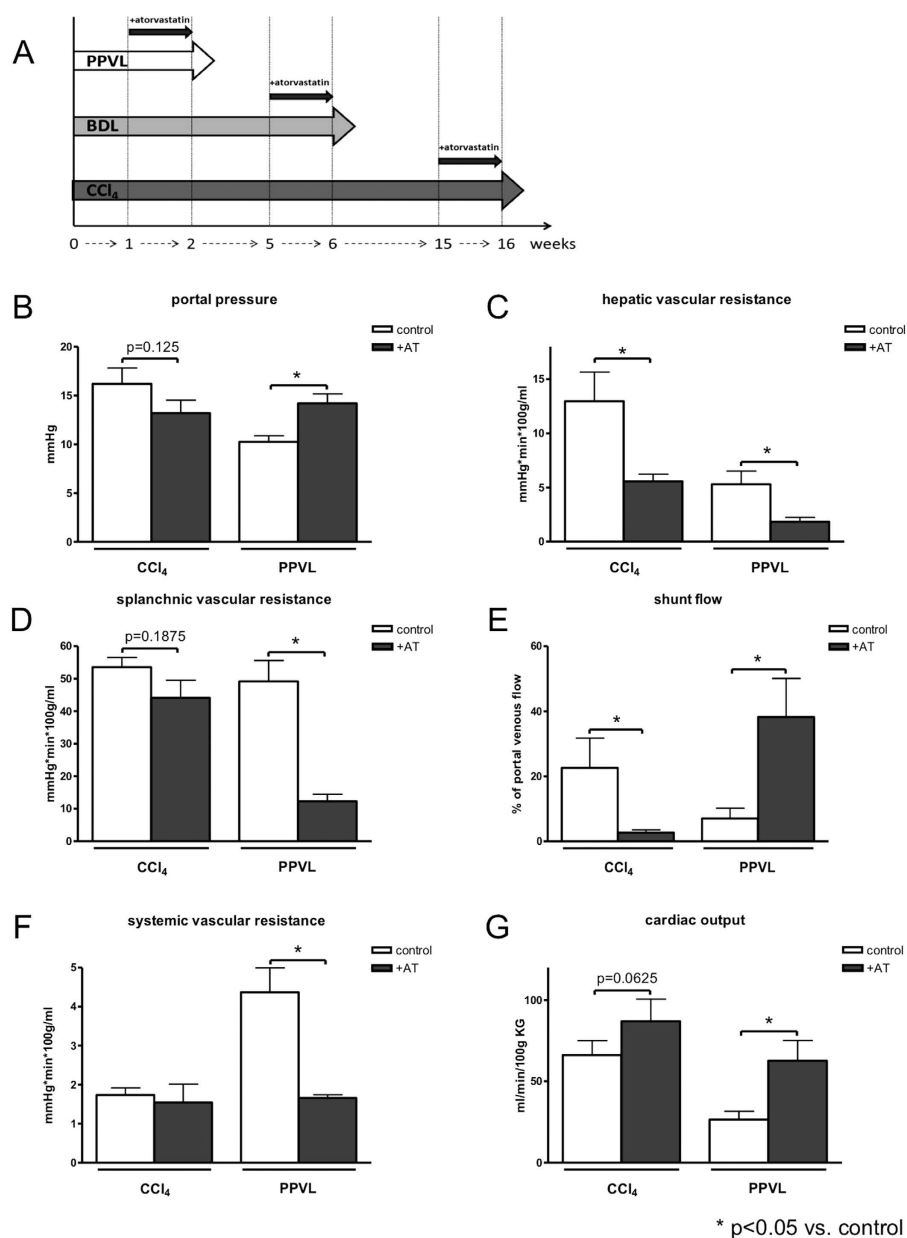 A
+atorvastatin
PPVL
+atorvastatin
BDL
+atorvastatin
CCl₄
0 ----> 1 ----> 2 ----> 5 ----> 6 ----> 15 ----> 16 weeks
B
portal pressure
control
+AT
p=0.125
*
mmHg
20
15
10
5
0
CCl₄ PPVL
C
hepatic vascular resistance
control
+AT
*
*
mmHg*min*100g/ml
15
10
5
0
CCl₄ PPVL
D
splanchnic vascular resistance
control
+AT
p=0.1875
*
mmHg*min*100g/ml
60
50
40
30
20
10
0
CCl₄ PPVL
E
shunt flow
control
+AT
*
*
% of portal venous flow
60
40
20
0
CCl₄ PPVL
F
systemic vascular resistance
control
+AT
*
mmHg*min*100g/ml
5
4
3
2
1
0
CCl₄ PPVL
G
cardiac output
control
+AT
p=0.0625
*
ml/min/100g KG
100
50
0
CCl₄ PPVL
* p<0.05 vs. control